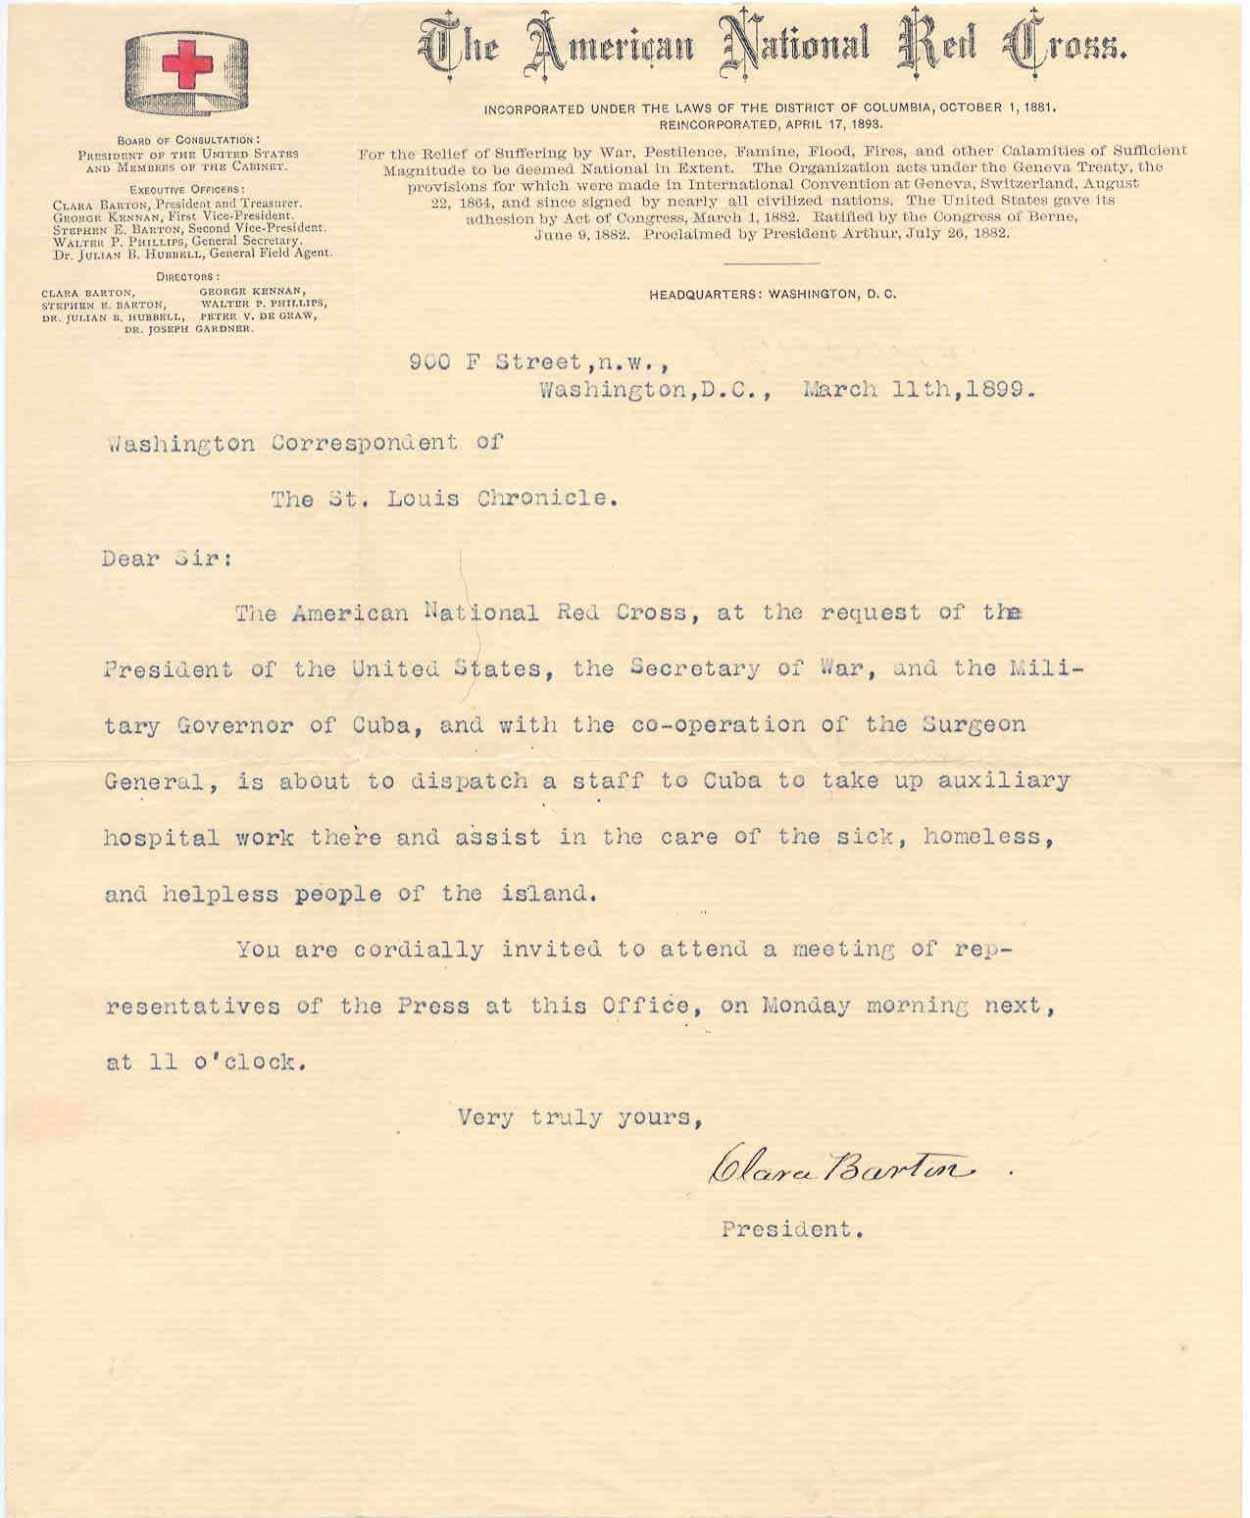 The American National Red Cross.
INCORPORATED UNDER THE LAWS OF THE DISTRICT OF COLUMBIA, OCTOBER 1, 1881.
REINCORPORATED, APRIL 17, 1893.
For the Relief of Suffering by War, Pestilence, Famine, Flood, Fires, and other Calamities of Sufficient
Magnitude to be deemed National in Extent. The Organization acts under the Geneva Treaty, the
provisions for which were made in International Convention at Geneva, Switzerland, August
22, 1864, and since signed by nearly all civilized nations. The United States gave its
adhesion by Act of Congress, March 1, 1882. Ratified by the Congress of Berne,
June 9, 1882. Proclaimed by President Arthur, July 26, 1882.
HEADQUARTERS: WASHINGTON, D. C.
BOARD OF CONSULTATION:
PRESIDENT OF THE UNITED STATES
AND MEMBERS OF THE CABINET.
EXECUTIVE OFFICERS:
CLARA BARTON, President and Treasurer.
GEORGE KENNAN, First Vice-President.
STEPHEN E. BARTON, Second Vice-President.
WALTER P. PHILLIPS, General Secretary.
Dr. JULIAN B. HUBBELL, General Field Agent.
DIRECTORS:
CLARA BARTON, GEORGE KENNAN,
STEPHEN E. BARTON, WALTER P. PHILLIPS,
DR. JULIAN B. HUBBELL, PETER V. DE GRAW,
DR. JOSEPH GARDNER.
900 F Street,n.w.,
Washington,D.C., March 11th,1899.
Washington Correspondent of
The St. Louis Chronicle.
Dear Sir:
The American National Red Cross, at the request of the
President of the United States, the Secretary of War, and the Mili-
tary Governor of Cuba, and with the co-operation of the Surgeon
General, is about to dispatch a staff to Cuba to take up auxiliary
hospital work there and assist in the care of the sick, homeless,
and helpless people of the island.
You are cordially invited to attend a meeting of rep-
resentatives of the Press at this Office, on Monday morning next,
at 11 o'clock.
Very truly yours,
Clara Barton.
President.